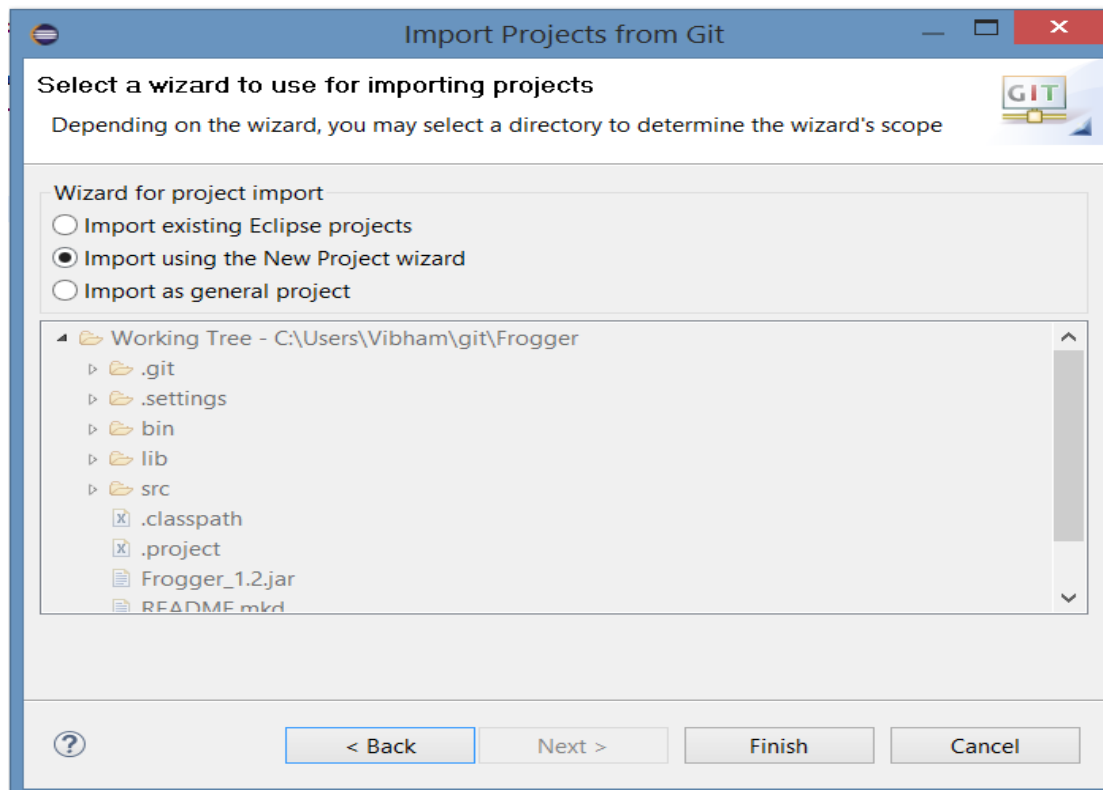 Import Projects from Git
Select a wizard to use for importing projects
Depending on the wizard, you may select a directory to determine the wizard's scope
GIT
Wizard for project import
Import existing Eclipse projects
Import using the New Project wizard
Import as general project
Working Tree - C:\Users\Vibham\git\Frogger
.git
.settings
bin
lib
src
.classpath
.project
Frogger_1.2.jar
README.mkd
< Back
Next >
Finish
Cancel